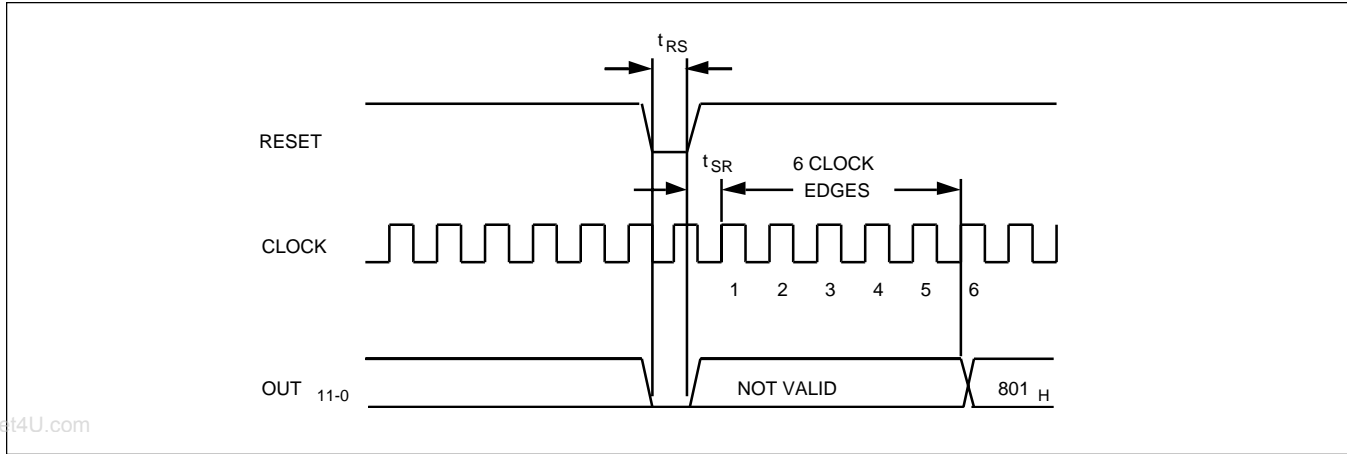 t RS
RESET
t SR
6 CLOCK
EDGES
CLOCK
1 2 3 4 5 6
OUT 11-0
NOT VALID
801 H
et4U.com